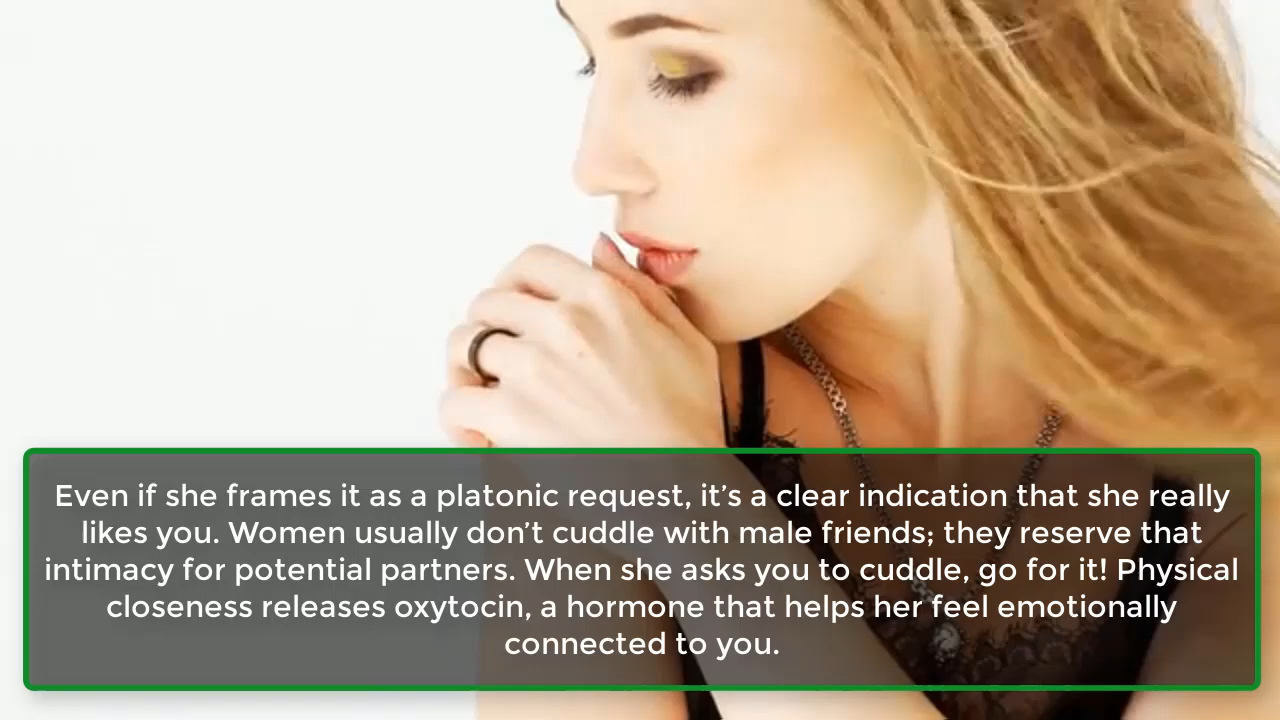 Even if she frames it as a platonic request, it’s a clear indication that she really
likes you. Women usually don’t cuddle with male friends; they reserve that
intimacy for potential partners. When she asks you to cuddle, go for it! Physical
closeness releases oxytocin, a hormone that helps her feel emotionally
connected to you.